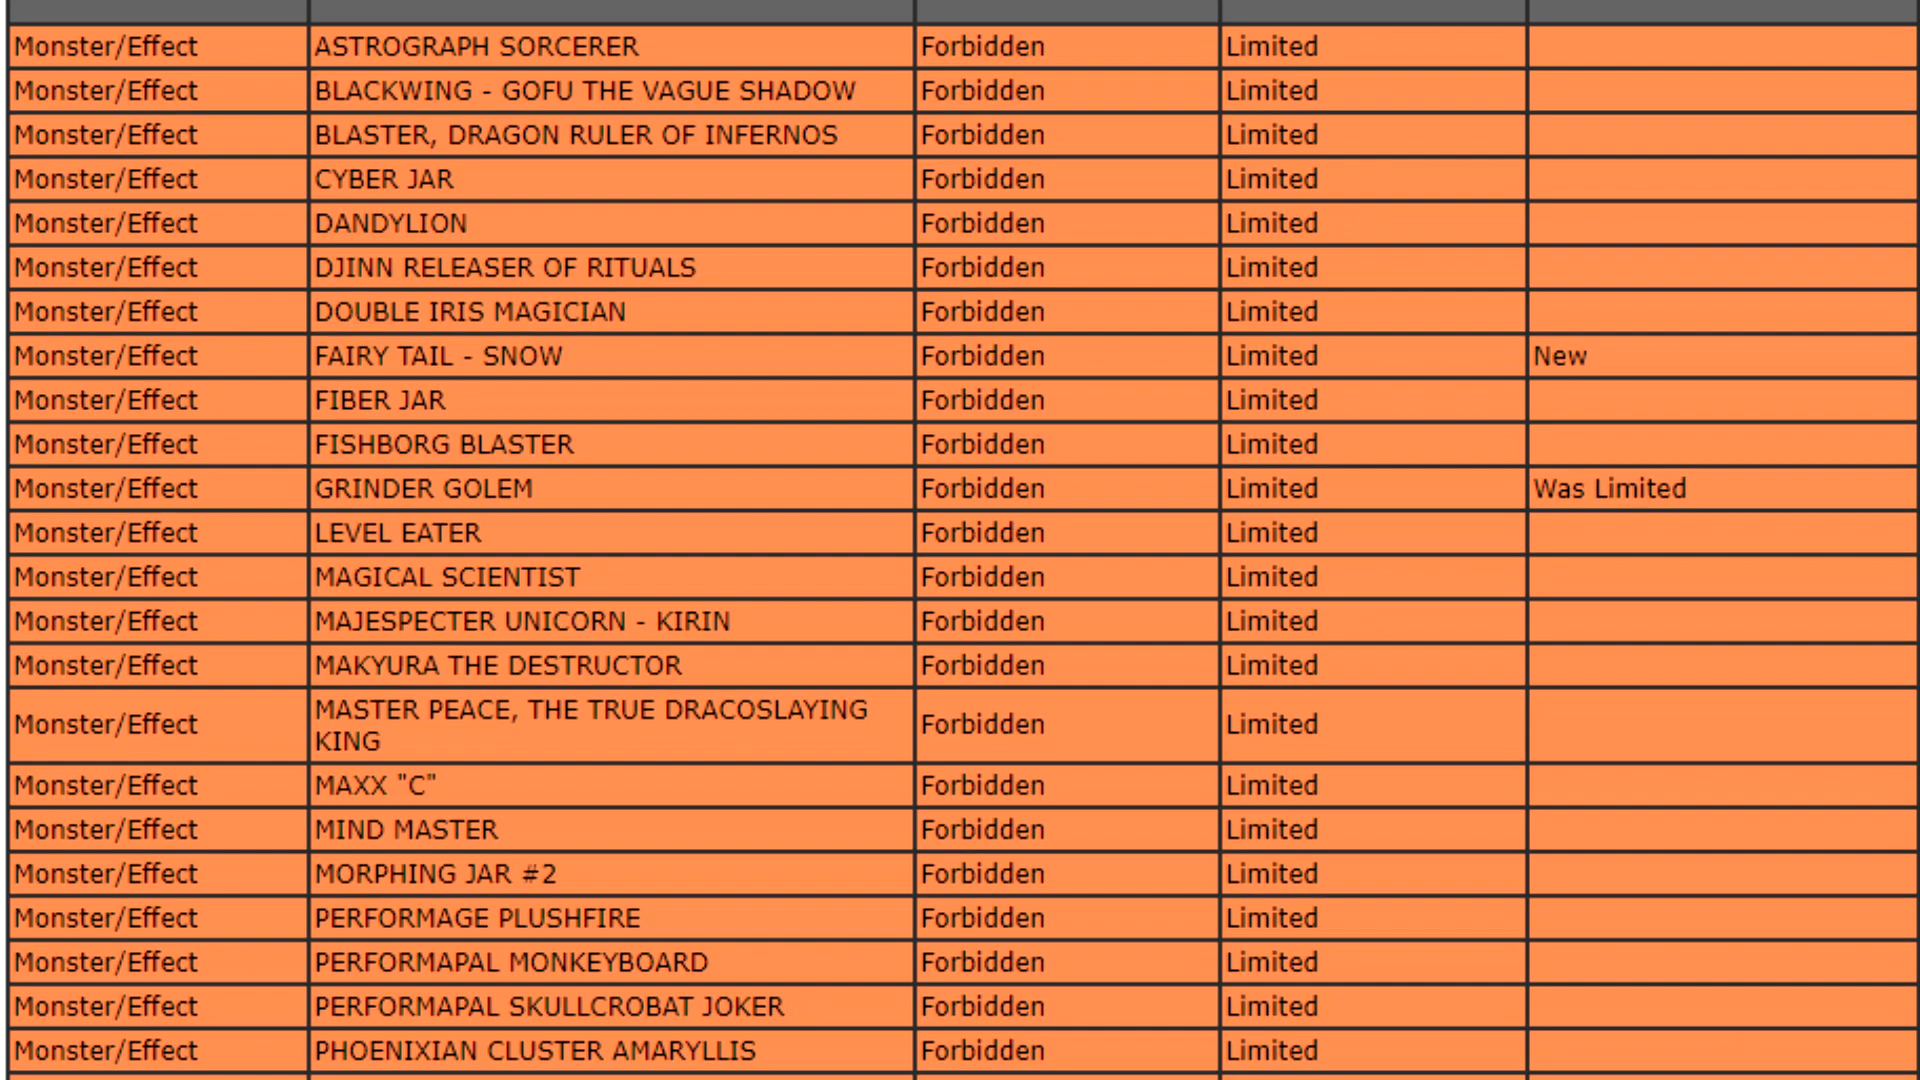 Monster/Effect ASTROGRAPH SORCERER Forbidden Limited
Monster/Effect BLACKWING - GOFU THE VAGUE SHADOW Forbidden Limited
Monster/Effect BLASTER, DRAGON RULER OF INFERNOS Forbidden Limited
Monster/Effect CYBER JAR Forbidden Limited
Monster/Effect DANDYLION Forbidden Limited
Monster/Effect DJINN RELEASER OF RITUALS Forbidden Limited
Monster/Effect DOUBLE IRIS MAGICIAN Forbidden Limited
Monster/Effect FAIRY TAIL - SNOW Forbidden Limited New
Monster/Effect FIBER JAR Forbidden Limited
Monster/Effect FISHBORG BLASTER Forbidden Limited
Monster/Effect GRINDER GOLEM Forbidden Limited Was Limited
Monster/Effect LEVEL EATER Forbidden Limited
Monster/Effect MAGICAL SCIENTIST Forbidden Limited
Monster/Effect MAJESPECTER UNICORN - KIRIN Forbidden Limited
Monster/Effect MAKYURA THE DESTRUCTOR Forbidden Limited
Monster/Effect MASTER PEACE, THE TRUE DRACOSLAYING
KING Forbidden Limited
Monster/Effect MAXX "C" Forbidden Limited
Monster/Effect MIND MASTER Forbidden Limited
Monster/Effect MORPHING JAR #2 Forbidden Limited
Monster/Effect PERFORMAGE PLUSHFIRE Forbidden Limited
Monster/Effect PERFORMAPAL MONKEYBOARD Forbidden Limited
Monster/Effect PERFORMAPAL SKULLCROBAT JOKER Forbidden Limited
Monster/Effect PHOENIXIAN CLUSTER AMARYLLIS Forbidden Limited